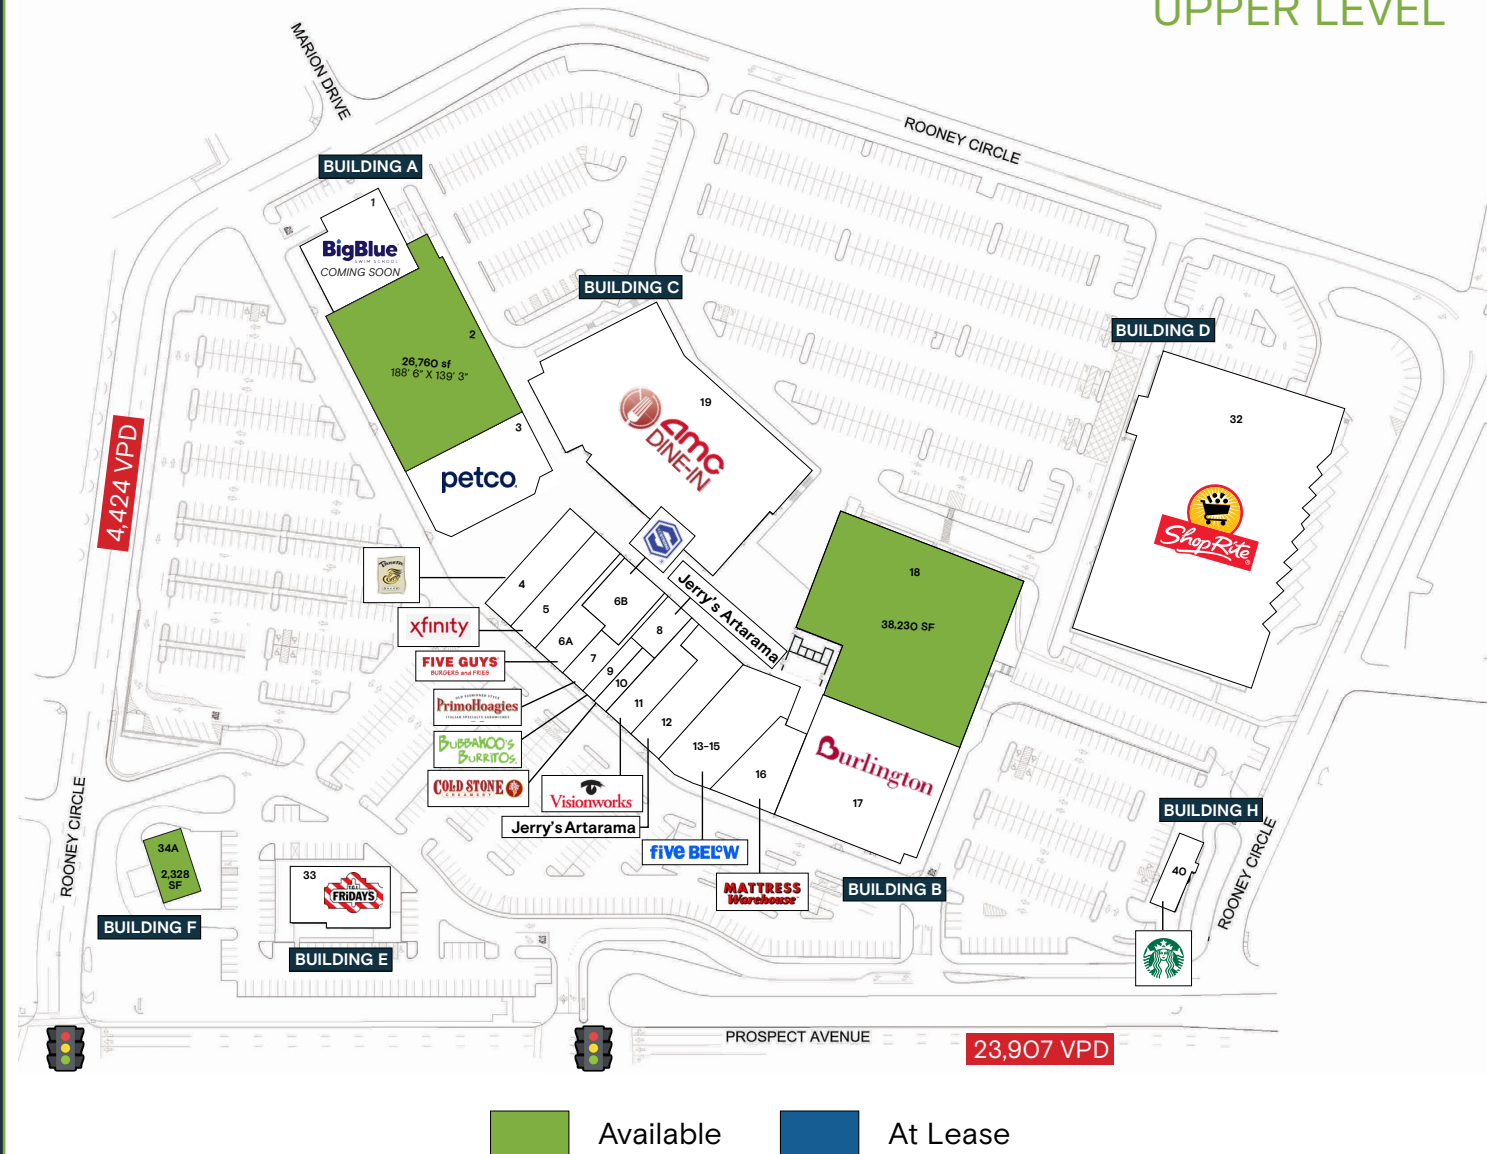 UPPER LEVEL
MARION DRIVE
ROONEY CIRCLE
BUILDING A
1
BigBlue
SWIM SCHOOL
COMING SOON
2
26,760 sf
188' 6" X 139' 3"
3
petco
BUILDING C
19
amc
DINE-IN
BUILDING D
32
ShopRite
4,424 VPD
18
38,230 SF
Jerry's Artarama
4
5
6A
6B
7
8
9
10
11
12
13-15
16
17
Burlington
Panera
xfinity
FIVE GUYS
BURGERS and FRIES
PrimoHoagies
BUBBAKOO'S
BURRITOS
COLD STONE
CREAMERY
Visionworks
Jerry's Artarama
five BELOW
MATTRESS
Warehouse
BUILDING B
BUILDING H
40
ROONEY CIRCLE
ROONEY CIRCLE
34A
2,328
SF
BUILDING F
33
FRiDAYS
BUILDING E
PROSPECT AVENUE
23,907 VPD
Available
At Lease